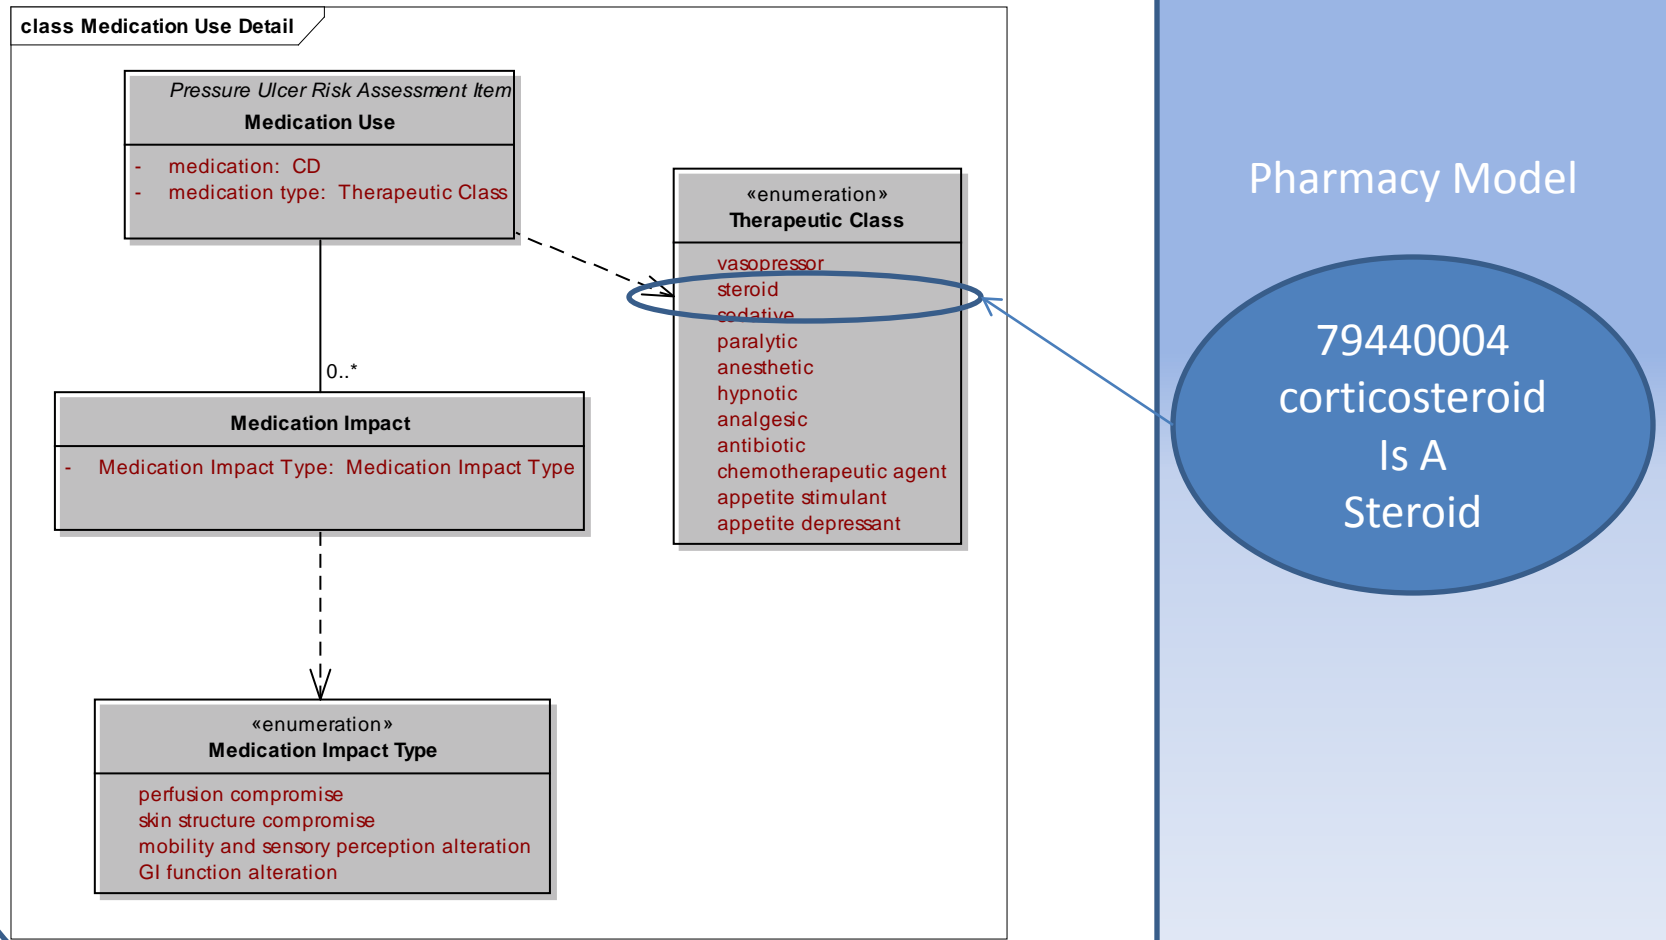 class Medication Use Detail
Pressure Ulcer Risk Assessment Item
Medication Use
- medication: CD
- medication type: Therapeutic Class
0..*
Medication Impact
- Medication Impact Type: Medication Impact Type
«enumeration»
Medication Impact Type
perfusion compromise
skin structure compromise
mobility and sensory perception alteration
GI function alteration
«enumeration»
Therapeutic Class
vasopressor
steroid
sedative
paralytic
anesthetic
hypnotic
analgesic
antibiotic
chemotherapeutic agent
appetite stimulant
appetite depressant
Pharmacy Model
79440004
corticosteroid
Is A
Steroid